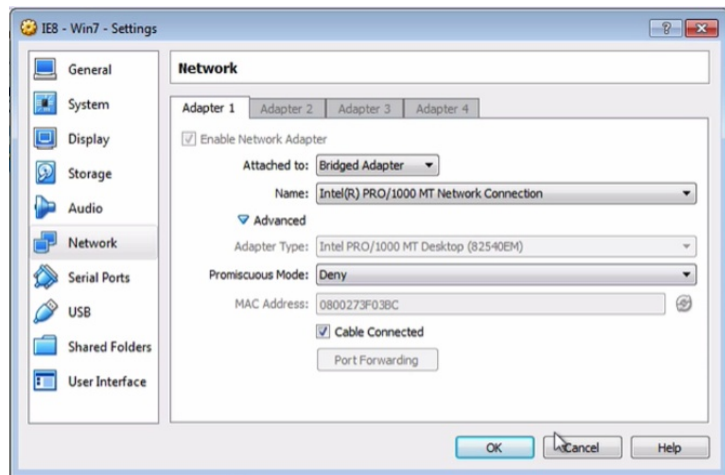 IE8 - Win7 - Settings
General
System
Display
Storage
Audio
Network
Serial Ports
USB
Shared Folders
User Interface
Network
Adapter 1 Adapter 2 Adapter 3 Adapter 4
Enable Network Adapter
Attached to: Bridged Adapter
Name: Intel(R) PRO/1000 MT Network Connection
Advanced
Adapter Type: Intel PRO/1000 MT Desktop (82540EM)
Promiscuous Mode: Deny
MAC Address: 0800273F03BC
Cable Connected
Port Forwarding
OK Cancel Help